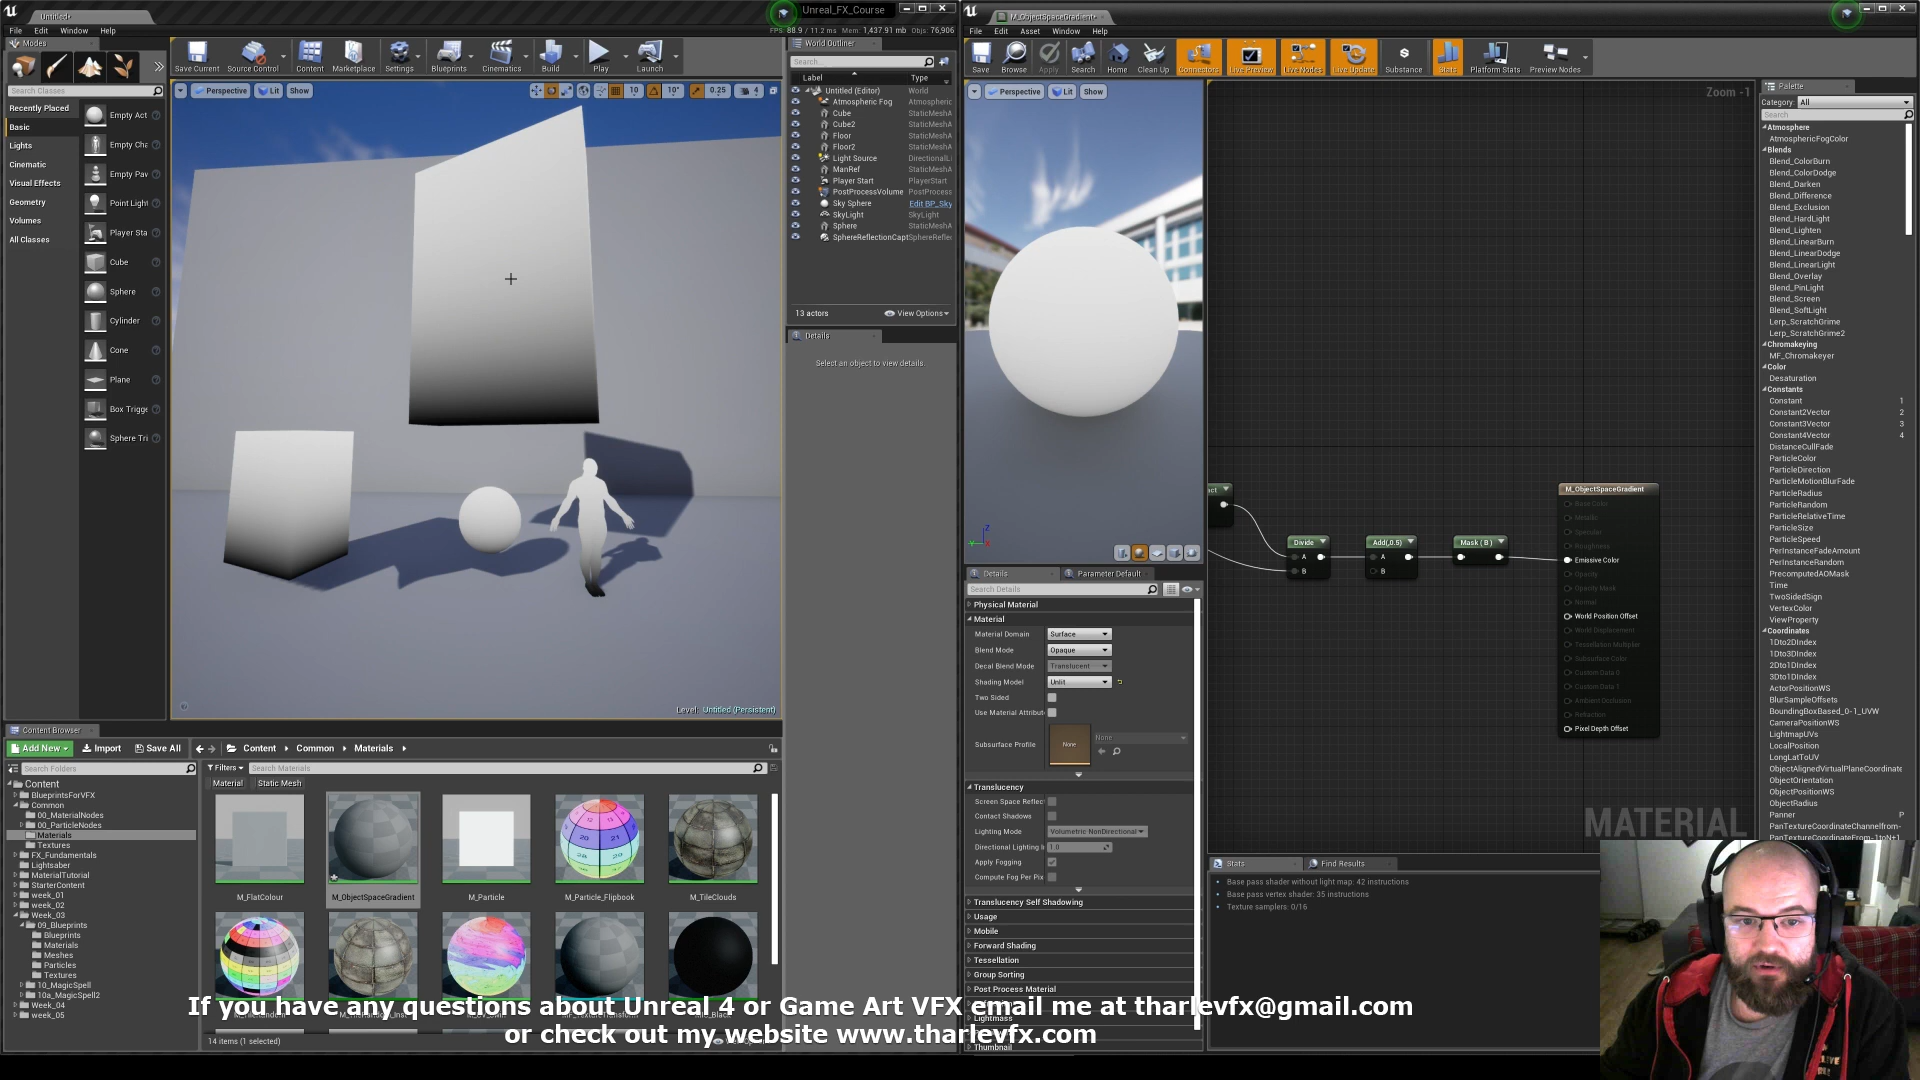 Untitled*
Unreal_FX_Course
File Edit Window Help
FPS: 88.9 / 11.2 ms Mem: 1,437.91 mb Objs: 76,906
Modes
Save Current Source Control Content Marketplace Settings Blueprints Cinematics Build Play Launch
Search Classes
Recently Placed
Basic
Lights
Cinematic
Visual Effects
Geometry
Volumes
All Classes
Empty Act
Empty Cha
Empty Pav
Point Light
Player Sta
Cube
Sphere
Cylinder
Cone
Plane
Box Trigge
Sphere Tri
Perspective Lit Show
10 10° 0.25 4
Level: Untitled (Persistent)
World Outliner
Search...
Label Type
Untitled (Editor) World
Atmospheric Fog Atmospheric
Cube StaticMeshA
Cube2 StaticMeshA
Floor StaticMeshA
Floor2 StaticMeshA
Light Source DirectionalLi
ManRef StaticMeshA
Player Start PlayerStart
PostProcessVolume PostProcess
Sky Sphere Edit BP_Sky
SkyLight SkyLight
Sphere StaticMeshA
SphereReflectionCapt SphereReflec
13 actors View Options
Details
Select an object to view details.
Content Browser
Add New Import Save All Content Common Materials
Search Folders
Content
BlueprintsForVFX
Common
00_MaterialNodes
00_ParticleNodes
Materials
Textures
FX_Fundamentals
Lightsaber
MaterialTutorial
StarterContent
week_01
week_02
Week_03
09_Blueprints
Blueprints
Materials
Meshes
Particles
Textures
10_MagicSpell
10a_MagicSpell2
Week_04
week_05
Filters Search Materials
Material Static Mesh
M_FlatColour
M_ObjectSpaceGradient
M_Particle
M_Particle_Flipbook
M_TileClouds
14 items (1 selected)
M_ObjectSpaceGradient*
File Edit Asset Window Help
Save Browse Apply Search Home Clean Up Connectors Live Preview Live Nodes Live Update Substance Stats Platform Stats Preview Nodes
Perspective Lit Show
Details Parameter Default
Search Details
Physical Material
Material
Material Domain Surface
Blend Mode Opaque
Decal Blend Mode Translucent
Shading Model Unlit
Two Sided
Use Material Attribut
Subsurface Profile None None
Translucency
Screen Space Reflec
Contact Shadows
Lighting Mode Volumetric NonDirectional
Directional Lighting I 1.0
Apply Fogging
Compute Fog Per Pix
Translucency Self Shadowing
Usage
Mobile
Forward Shading
Tessellation
Group Sorting
Post Process Material
Lightmass
Thumbnail
Zoom -1
Divide
A
B
Add(,0.5)
A
B
Mask ( B )
M_ObjectSpaceGradient
Base Color
Metallic
Specular
Roughness
Emissive Color
Opacity
Opacity Mask
Normal
World Position Offset
World Displacement
Tessellation Multiplier
Subsurface Color
Custom Data 0
Custom Data 1
Ambient Occlusion
Refraction
Pixel Depth Offset
MATERIAL
Stats Find Results
Base pass shader without light map: 42 instructions
Base pass vertex shader: 35 instructions
Texture samplers: 0/16
Palette
Category: All
Search
Atmosphere
AtmosphericFogColor
Blends
Blend_ColorBurn
Blend_ColorDodge
Blend_Darken
Blend_Difference
Blend_Exclusion
Blend_HardLight
Blend_Lighten
Blend_LinearBurn
Blend_LinearDodge
Blend_LinearLight
Blend_Overlay
Blend_PinLight
Blend_Screen
Blend_SoftLight
Lerp_ScratchGrime
Lerp_ScratchGrime2
Chromakeying
MF_Chromakeyer
Color
Desaturation
Constants
Constant 1
Constant2Vector 2
Constant3Vector 3
Constant4Vector 4
DistanceCullFade
ParticleColor
ParticleDirection
ParticleMotionBlurFade
ParticleRadius
ParticleRandom
ParticleRelativeTime
ParticleSize
ParticleSpeed
PerInstanceFadeAmount
PerInstanceRandom
PrecomputedAOMask
Time
TwoSidedSign
VertexColor
ViewProperty
Coordinates
1Dto2DIndex
1Dto3DIndex
2Dto1DIndex
3Dto1DIndex
ActorPositionWS
BlurSampleOffsets
BoundingBoxBased_0-1_UVW
CameraPositionWS
LightmapUVs
LocalPosition
LongLatToUV
ObjectAlignedVirtualPlaneCoordinate
ObjectOrientation
ObjectPositionWS
ObjectRadius
Panner P
PanTextureCoordinateChannelfrom-
If you have any questions about Unreal 4 or Game Art VFX email me at tharlevfx@gmail.com
or check out my website www.tharlevfx.com